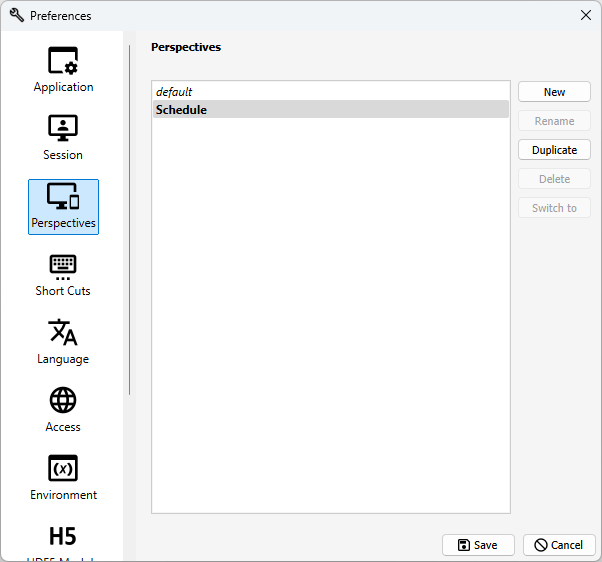 Preferences
Application
Session
Perspectives
Short Cuts
Language
Access
Environment
H5
Perspectives
default
Schedule
New
Rename
Duplicate
Delete
Switch to
Save
Cancel